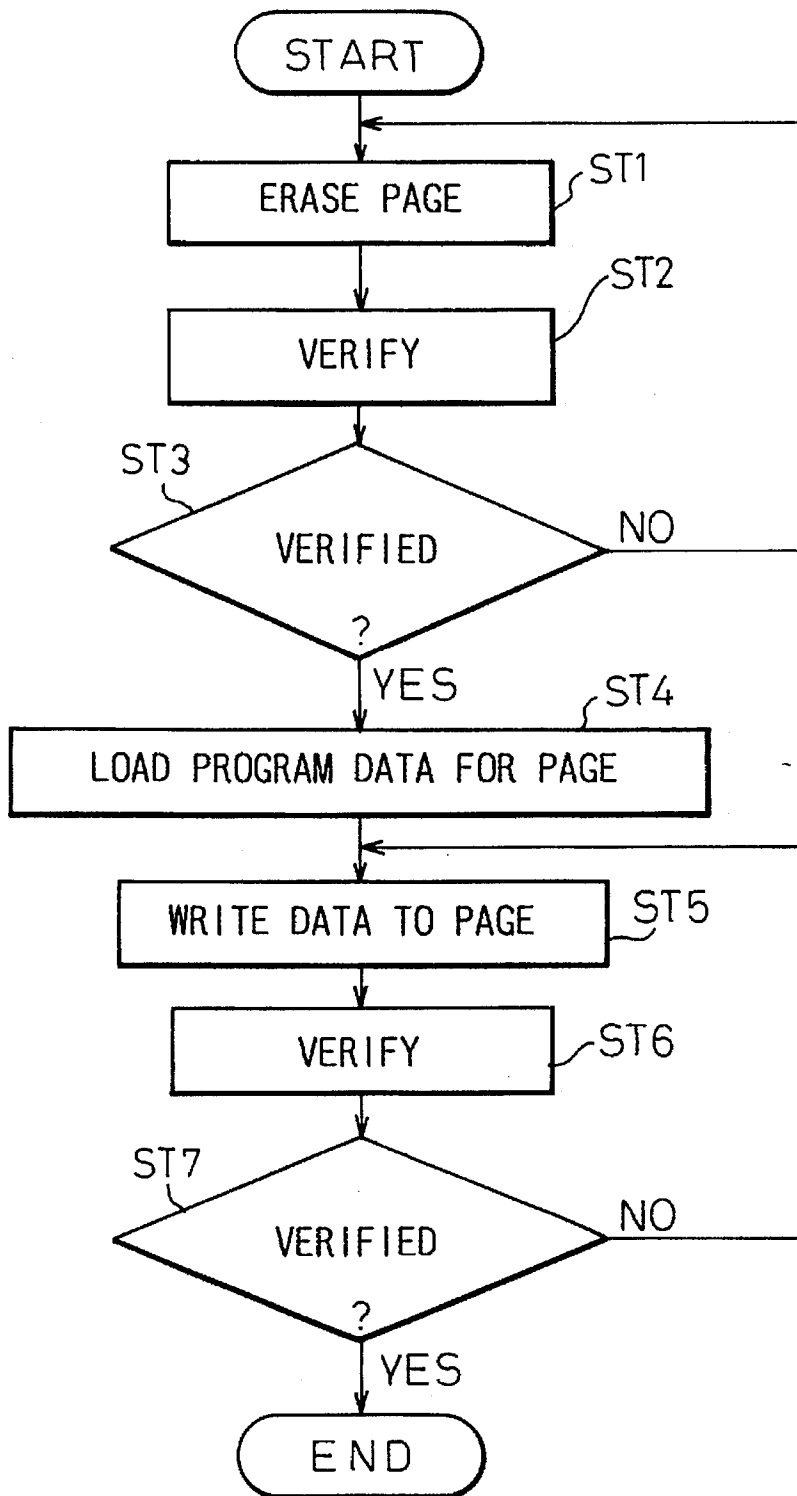 START
ERASE PAGE
ST1
VERIFY
ST2
ST3
VERIFIED
?
NO
YES
ST4
LOAD PROGRAM DATA FOR PAGE
WRITE DATA TO PAGE
ST5
VERIFY
ST6
ST7
VERIFIED
?
NO
YES
END